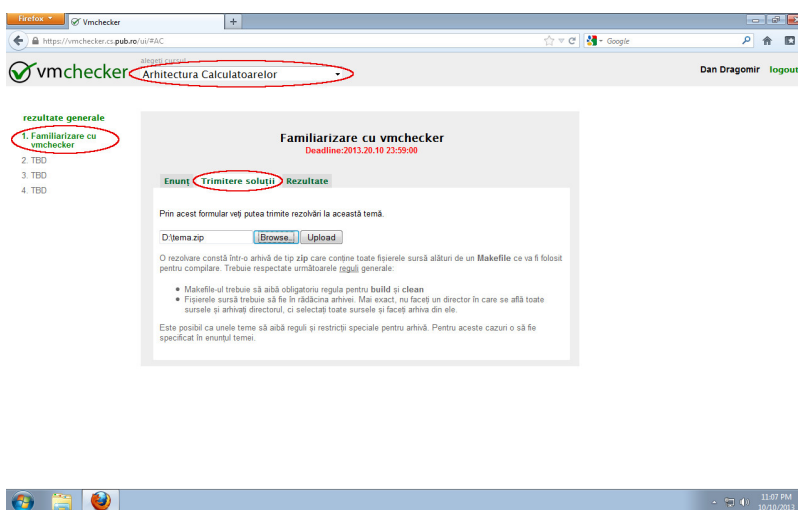 Firefox
Vmchecker
+
https://vmchecker.cs.pub.ro/ui/#AC
Google
vmchecker
alegeți cursul
Arhitectura Calculatoarelor
Dan Dragomir logout
rezultate generale
1. Familiarizare cu
vmchecker
2. TBD
3. TBD
4. TBD
Familiarizare cu vmchecker
Deadline:2013.20.10 23:59:00
Enunț Trimitere soluții Rezultate
Prin acest formular veți putea trimite rezolvări la această temă.
D:\tema.zip Browse.. Upload
O rezolvare constă într-o arhivă de tip zip care conține toate fișierele sursă alături de un Makefile ce va fi folosit
pentru compilare. Trebuie respectate următoarele reguli generale:
Makefile-ul trebuie să aibă obligatoriu regula pentru build și clean
Fișierele sursă trebuie să fie în rădăcina arhivei. Mai exact, nu faceți un director în care se află toate
sursele și arhivați directorul, ci selectați toate sursele și faceți arhiva din ele.
Este posibil ca unele teme să aibă reguli și restricții speciale pentru arhivă. Pentru aceste cazuri o să fie
specificat în enunțul temei.
11:07 PM
10/10/2013